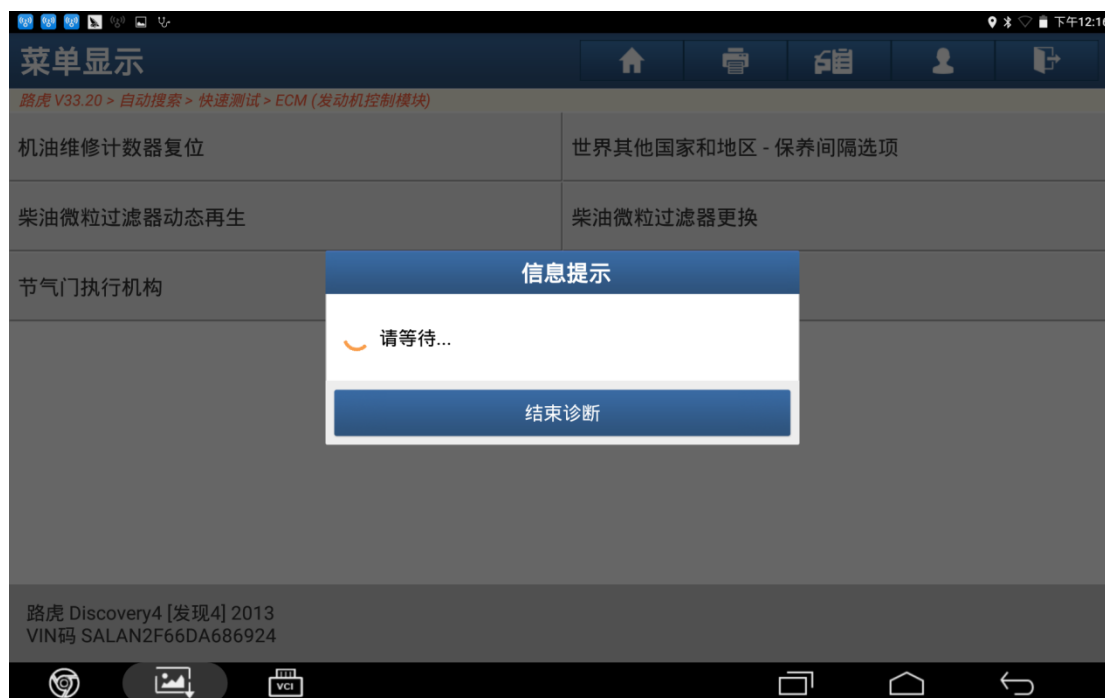 下午12:16
菜单显示
路虎 V33.20 > 自动搜索 > 快速测试 > ECM (发动机控制模块)
机油维修计数器复位
世界其他国家和地区 - 保养间隔选项
柴油微粒过滤器动态再生
柴油微粒过滤器更换
节气门执行机构
信息提示
请等待...
结束诊断
路虎 Discovery4 [发现4] 2013
VIN码 SALAN2F66DA686924
VCI